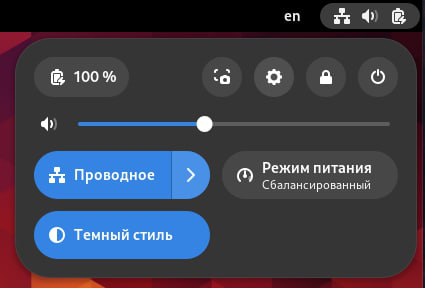 en
100 %
Проводное
Режим питания
Сбалансированный
Темный стиль